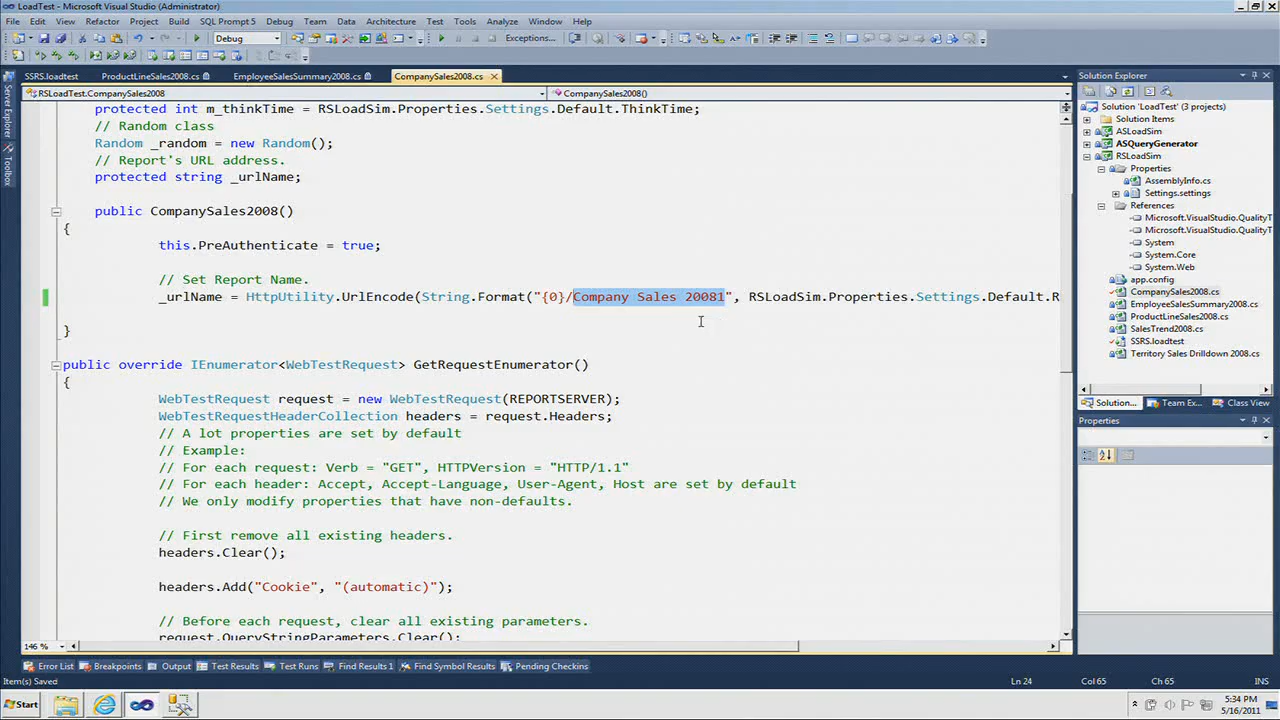 LoadTest - Microsoft Visual Studio (Administrator)
File Edit View Refactor Project Build SQL Prompt 5 Debug Team Data Architecture Test Tools Analyze Window Help
Debug Exceptions...
SSRS.loadtest ProductLineSales2008.cs EmployeeSalesSummary2008.cs CompanySales2008.cs
RSLoadTest.CompanySales2008 CompanySales2008()
Server Explorer
Toolbox
protected int m_thinkTime = RSLoadSim.Properties.Settings.Default.ThinkTime;
// Random class
Random _random = new Random();
// Report's URL address.
protected string _urlName;
public CompanySales2008()
{
this.PreAuthenticate = true;
// Set Report Name.
_urlName = HttpUtility.UrlEncode(String.Format("{0}/Company Sales 20081", RSLoadSim.Properties.Settings.Default.R
}
public override IEnumerator<WebTestRequest> GetRequestEnumerator()
{
WebTestRequest request = new WebTestRequest(REPORTSERVER);
WebTestRequestHeaderCollection headers = request.Headers;
// A lot properties are set by default
// Example:
// For each request: Verb = "GET", HTTPVersion = "HTTP/1.1"
// For each header: Accept, Accept-Language, User-Agent, Host are set by default
// We only modify properties that have non-defaults.
// First remove all existing headers.
headers.Clear();
headers.Add("Cookie", "(automatic)");
// Before each request, clear all existing parameters.
request.QueryStringParameters.Clear();
146 %
Solution Explorer
Solution 'LoadTest' (3 projects)
Solution Items
ASLoadSim
ASQueryGenerator
RSLoadSim
Properties
AssemblyInfo.cs
Settings.settings
References
Microsoft.VisualStudio.QualityT
Microsoft.VisualStudio.QualityT
System
System.Core
System.Web
app.config
CompanySales2008.cs
EmployeeSalesSummary2008.cs
ProductLineSales2008.cs
SalesTrend2008.cs
SSRS.loadtest
Territory Sales Drilldown 2008.cs
Solution... Team Ex... Class View
Properties
Error List Breakpoints Output Test Results Test Runs Find Results 1 Find Symbol Results Pending Checkins
Item(s) Saved Ln 24 Col 65 Ch 65 INS
Start 5:34 PM
5/16/2011